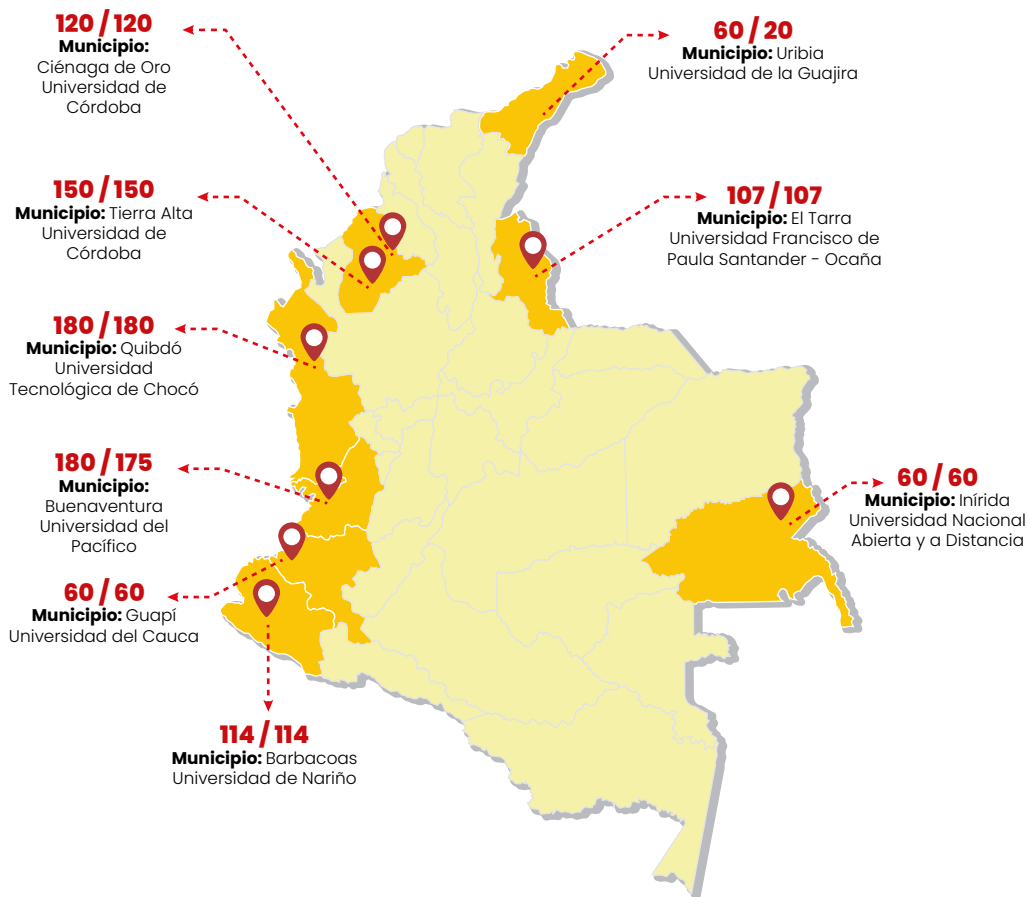 120 / 120
Municipio:
Ciénaga de Oro
Universidad de
Córdoba
60 / 20
Municipio: Uribia
Universidad de la Guajira
150 / 150
Municipio: Tierra Alta
Universidad de
Córdoba
107 / 107
Municipio: El Tarra
Universidad Francisco de
Paula Santander - Ocaña
180 / 180
Municipio: Quibdó
Universidad
Tecnológica de Chocó
180 / 175
Municipio:
Buenaventura
Universidad del
Pacífico
60 / 60
Municipio: Inírida
Universidad Nacional
Abierta y a Distancia
60 / 60
Municipio: Guapí
Universidad del Cauca
114 / 114
Municipio: Barbacoas
Universidad de Nariño